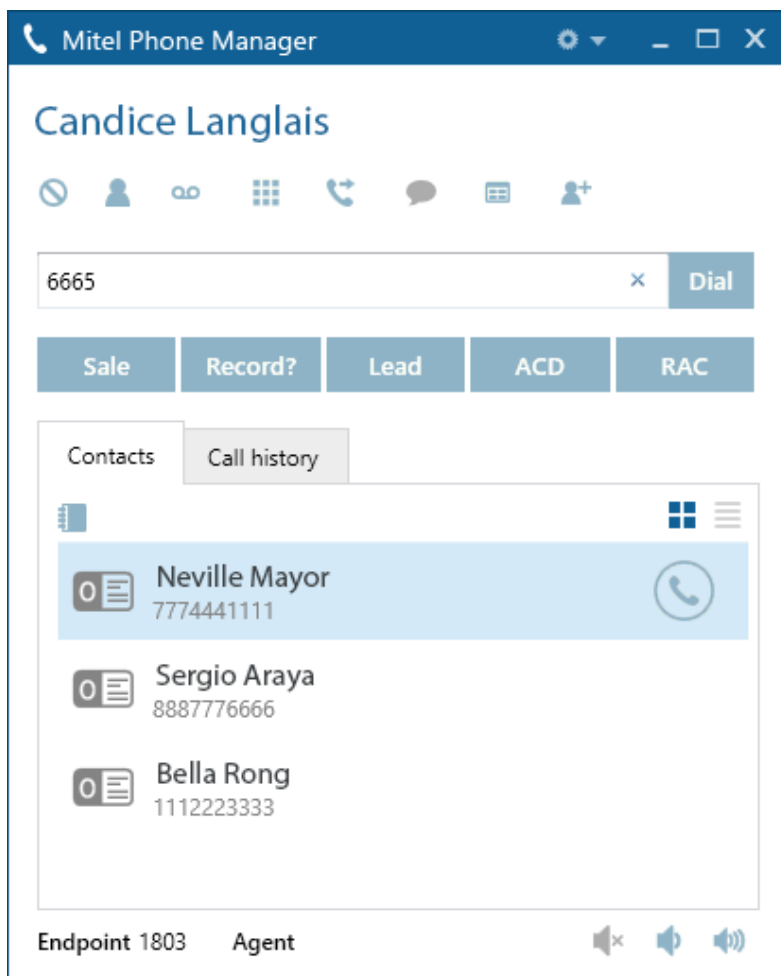 Mitel Phone Manager
Candice Langlais
6665 Dial
Sale Record? Lead ACD RAC
Contacts Call history
Neville Mayor
7774441111
Sergio Araya
8887776666
Bella Rong
1112223333
Endpoint 1803 Agent